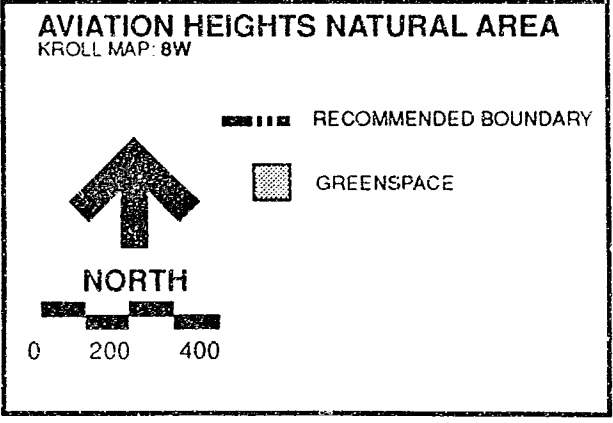 AVIATION HEIGHTS NATURAL AREA
KROLL MAP: 8W
RECOMMENDED BOUNDARY
GREENSPACE
NORTH
0 200 400